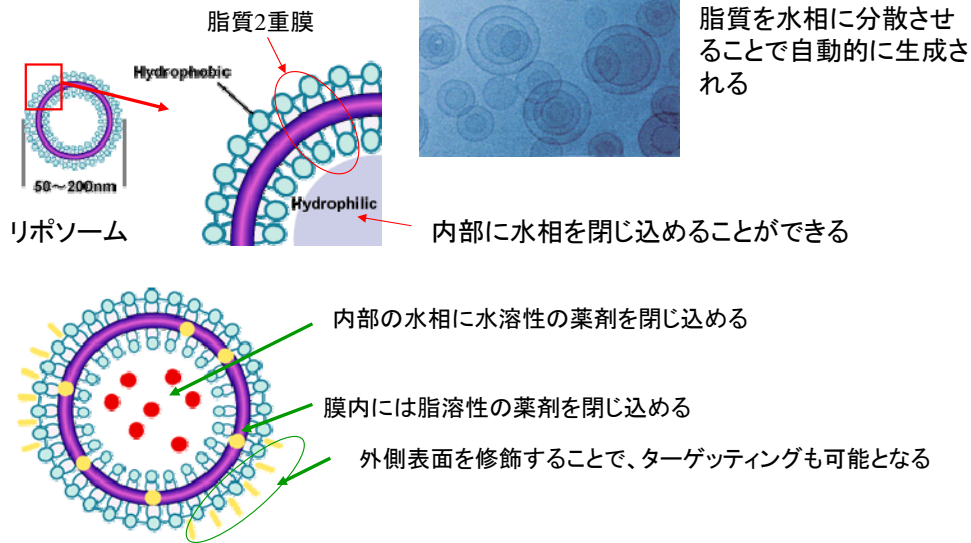 脂質2重膜
脂質を水相に分散させ
ることで自動的に生成さ
れる
Hydrophobic
50～200nm
Hydrophilic
リポソーム
内部に水相を閉じ込めることができる
内部の水相に水溶性の薬剤を閉じ込める
膜内には脂溶性の薬剤を閉じ込める
外側表面を修飾することで、ターゲッティングも可能となる